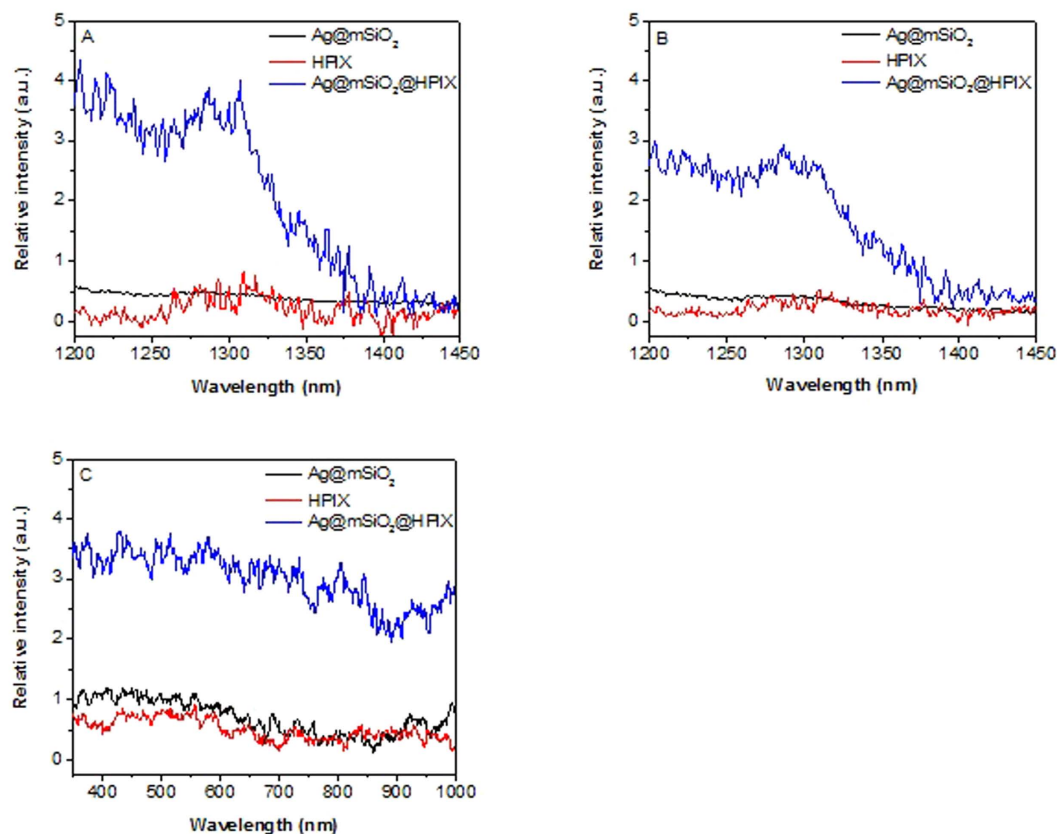 A
Ag@mSiO₂
HPIX
Ag@mSiO₂@HPIX
Relative intensity (a.u.)
5
4
3
2
1
0
1200 1250 1300 1350 1400 1450
Wavelength (nm)
B
Ag@mSiO₂
HPIX
Ag@mSiO₂@HPIX
Relative intensity (a.u.)
5
4
3
2
1
0
1200 1250 1300 1350 1400 1450
Wavelength (nm)
C
Ag@mSiO₂
HPIX
Ag@mSiO₂@HPIX
Relative intensity (a.u.)
5
4
3
2
1
0
400 500 600 700 800 900 1000
Wavelength (nm)